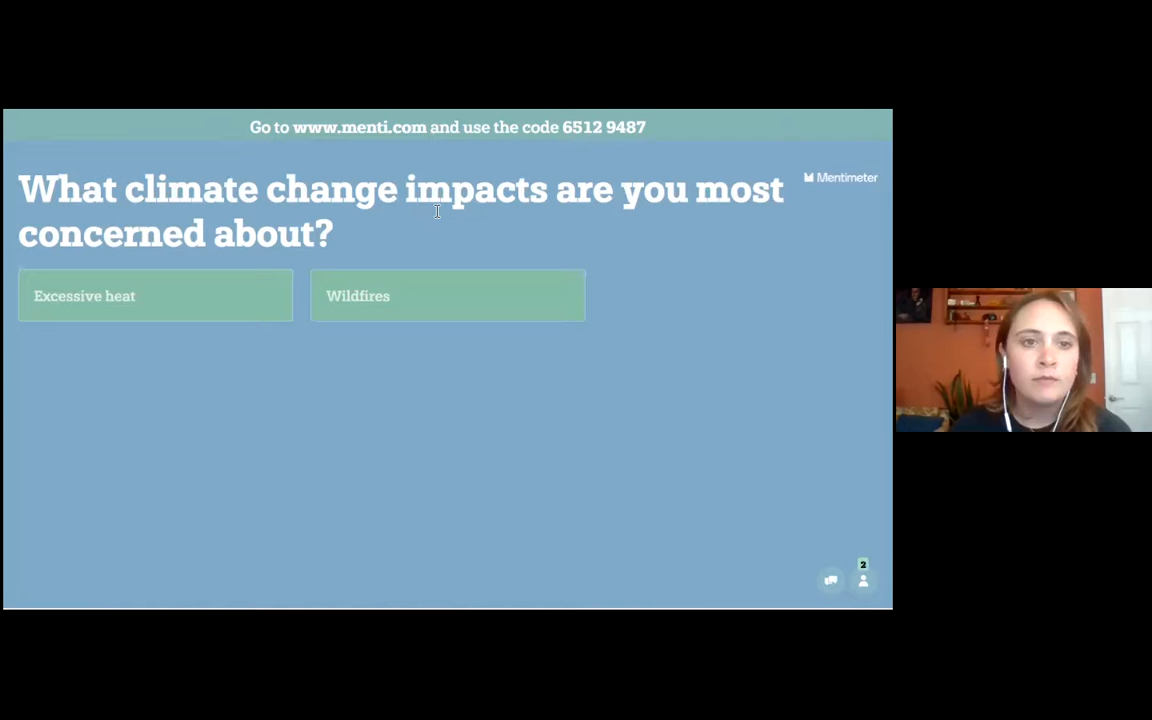 Go to www.menti.com and use the code 6512 9487
What climate change impacts are you most
concerned about?
Mentimeter
Excessive heat
Wildfires
2